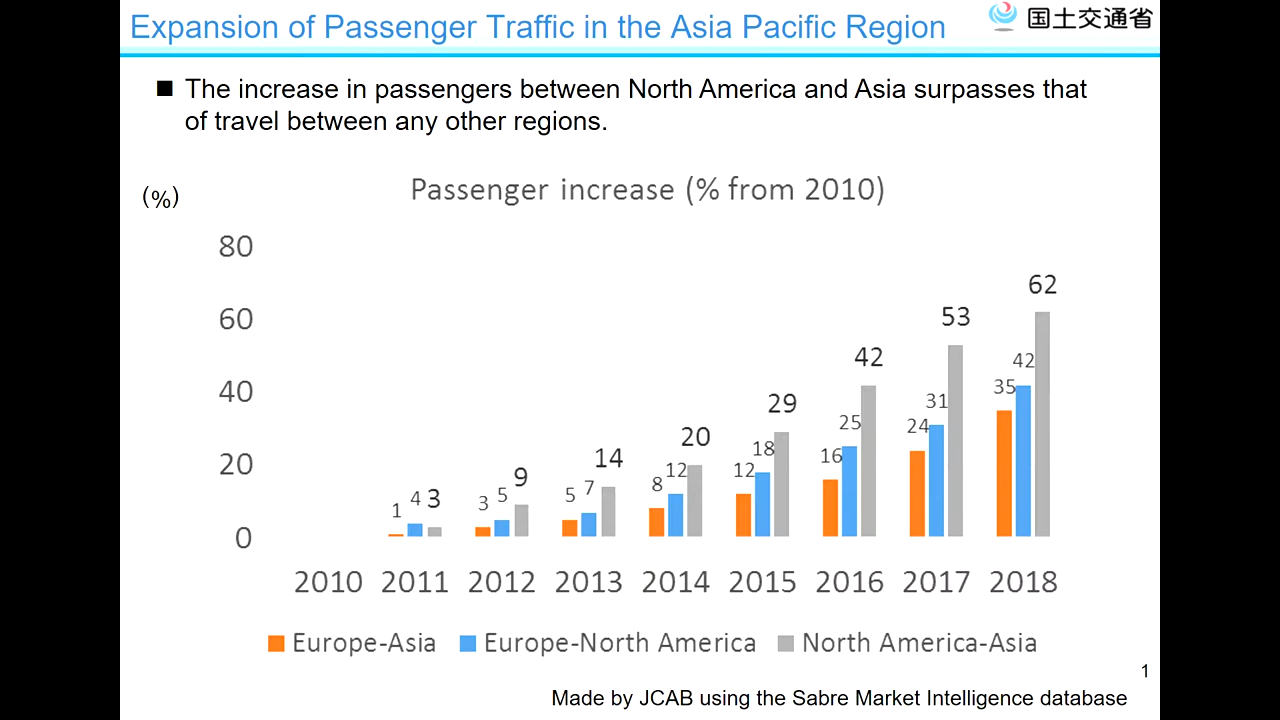 Expansion of Passenger Traffic in the Asia Pacific Region
国土交通省
■ The increase in passengers between North America and Asia surpasses that
of travel between any other regions.
(%)
Passenger increase (% from 2010)
80
60
40
20
0
1 4 3
3 5 9
5 7 14
8 12 20
12 18 29
16 25 42
24 31 53
35 42 62
2010 2011 2012 2013 2014 2015 2016 2017 2018
Europe-Asia Europe-North America North America-Asia
1
Made by JCAB using the Sabre Market Intelligence database